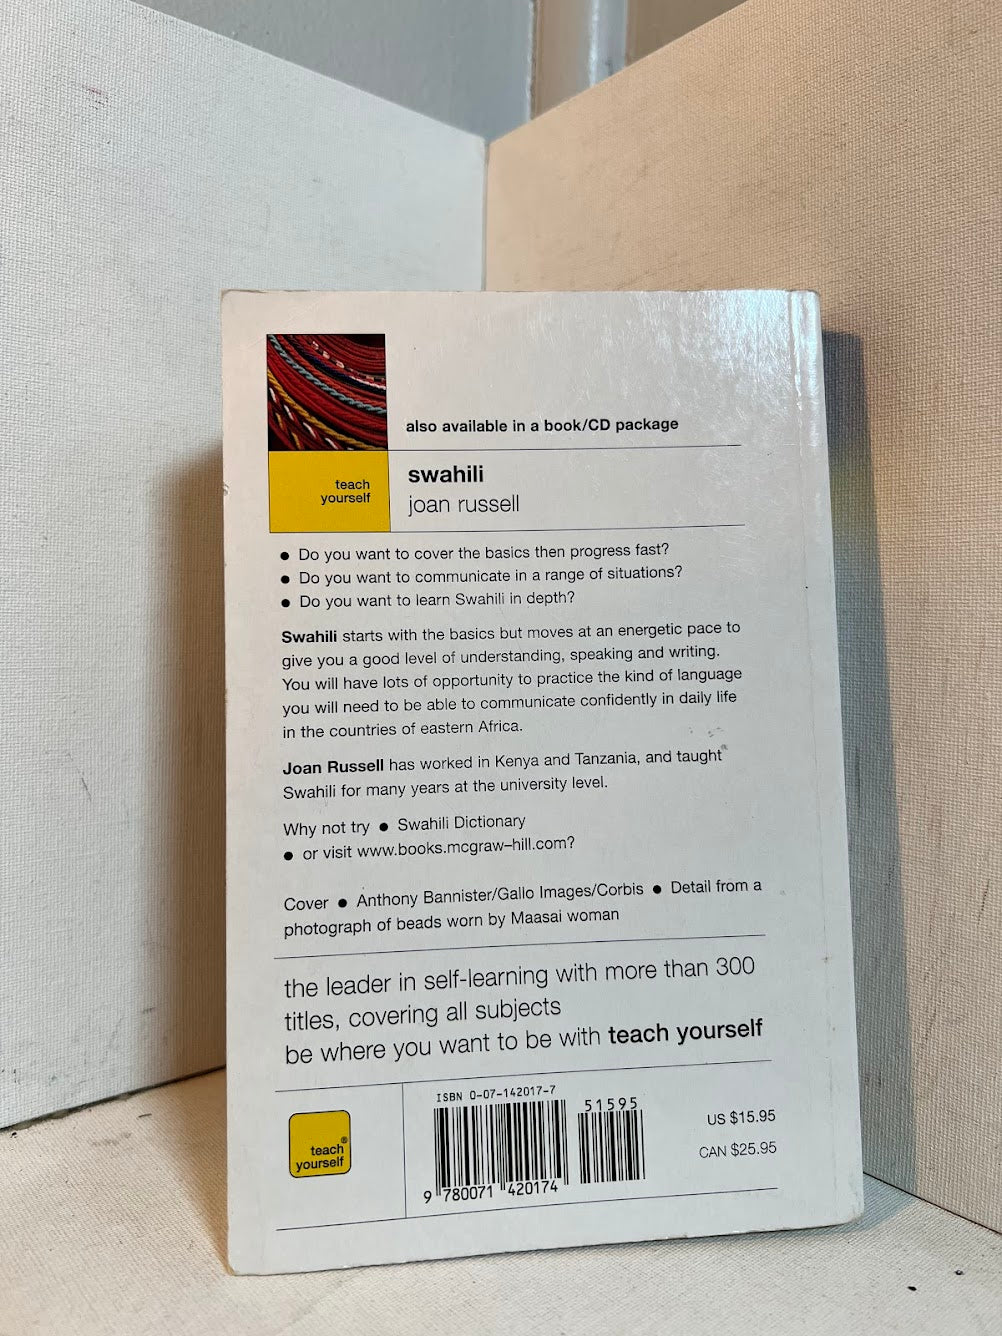 also available in a book/CD package
teach
yourself
swahili
joan russell
● Do you want to cover the basics then progress fast?
● Do you want to communicate in a range of situations?
● Do you want to learn Swahili in depth?
Swahili starts with the basics but moves at an energetic pace to
give you a good level of understanding, speaking and writing.
You will have lots of opportunity to practice the kind of language
you will need to be able to communicate confidently in daily life
in the countries of eastern Africa.
Joan Russell has worked in Kenya and Tanzania, and taught
Swahili for many years at the university level.
Why not try ● Swahili Dictionary
● or visit www.books.mcgraw–hill.com?
Cover ● Anthony Bannister/Gallo Images/Corbis ● Detail from a
photograph of beads worn by Maasai woman
the leader in self-learning with more than 300
titles, covering all subjects
be where you want to be with teach yourself
teach®
yourself
ISBN 0-07-142017-7
51595
9 780071 420174
US $15.95
CAN $25.95